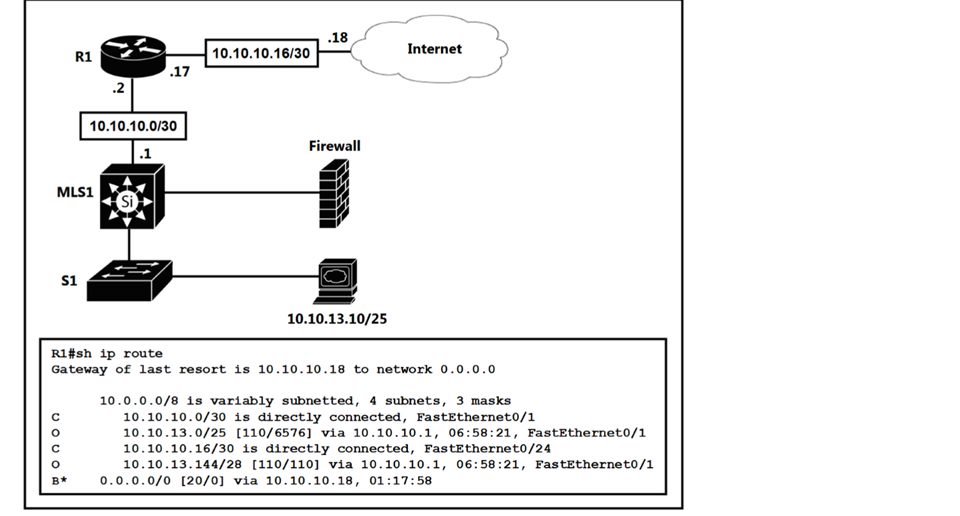 .18
Internet
R1
10.10.10.16/30
.17
.2
10.10.10.0/30
.1
Firewall
MLS1
Si
S1
10.10.13.10/25
R1#sh ip route
Gateway of last resort is 10.10.10.18 to network 0.0.0.0
10.0.0.0/8 is variably subnetted, 4 subnets, 3 masks
C 10.10.10.0/30 is directly connected, FastEthernet0/1
O 10.10.13.0/25 [110/6576] via 10.10.10.1, 06:58:21, FastEthernet0/1
C 10.10.10.16/30 is directly connected, FastEthernet0/24
O 10.10.13.144/28 [110/110] via 10.10.10.1, 06:58:21, FastEthernet0/1
B* 0.0.0.0/0 [20/0] via 10.10.10.18, 01:17:58